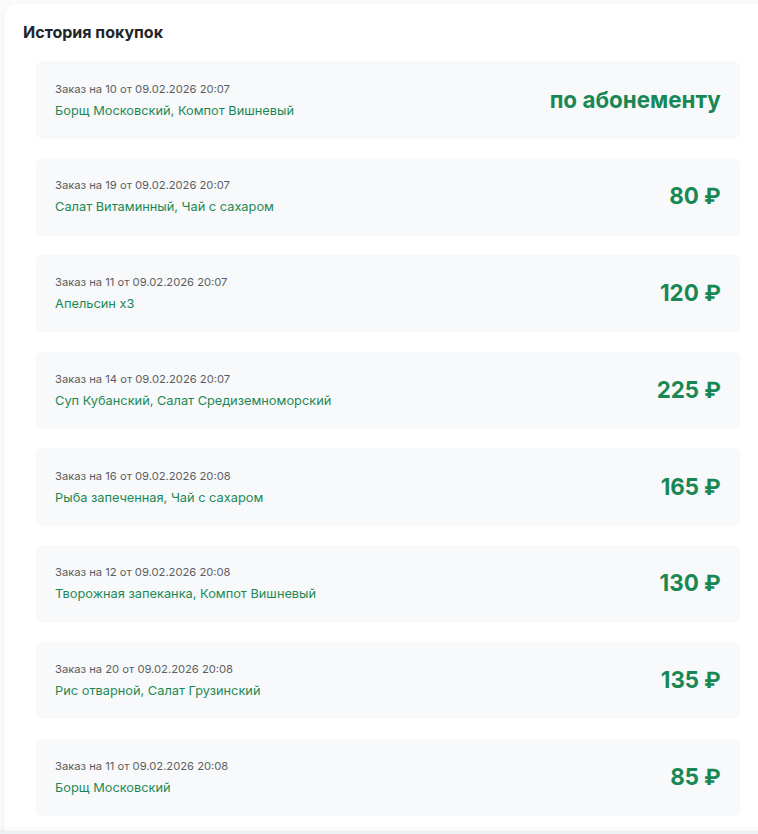 История покупок
Заказ на 10 от 09.02.2026 20:07
Борщ Московский, Компот Вишневый
по абонементу
Заказ на 19 от 09.02.2026 20:07
Салат Витаминный, Чай с сахаром
80 ₽
Заказ на 11 от 09.02.2026 20:07
Апельсин x3
120 ₽
Заказ на 14 от 09.02.2026 20:07
Суп Кубанский, Салат Средиземноморский
225 ₽
Заказ на 16 от 09.02.2026 20:08
Рыба запеченная, Чай с сахаром
165 ₽
Заказ на 12 от 09.02.2026 20:08
Творожная запеканка, Компот Вишневый
130 ₽
Заказ на 20 от 09.02.2026 20:08
Рис отварной, Салат Грузинский
135 ₽
Заказ на 11 от 09.02.2026 20:08
Борщ Московский
85 ₽